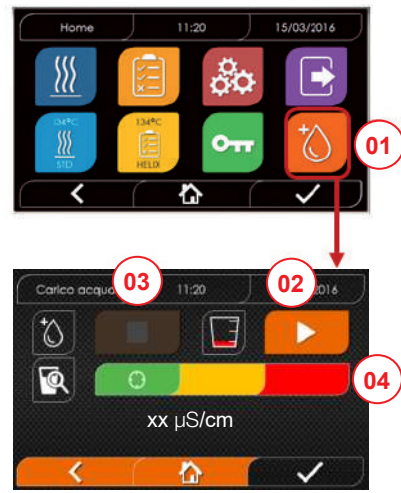 Home 11:20 15/03/2016
134°C 134°C
STD HELIX
01
03 02
Carico acqu 11:20 2016
04
xx µS/cm